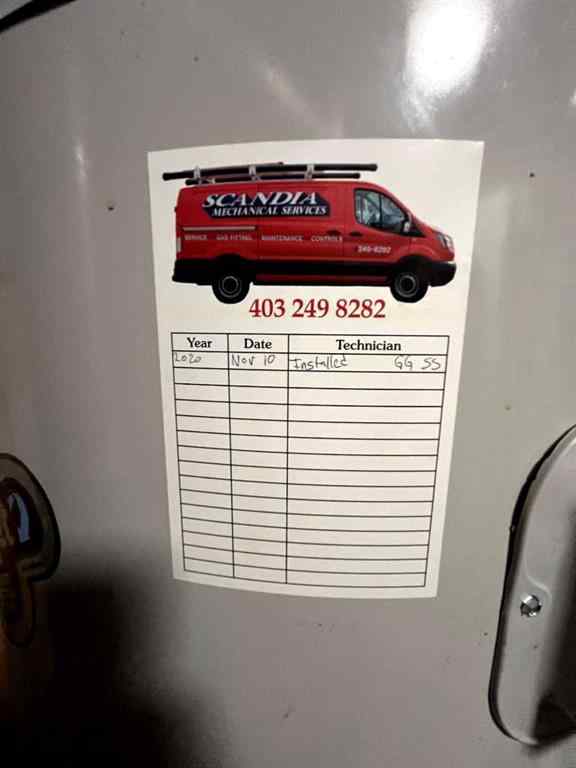 SCANDIA
MECHANICAL SERVICES
SERVICE GAS FITTING MAINTENANCE CONTROLS
249-8282
403 249 8282
Year Date Technician
2020 Nov 10 Installed GG SS